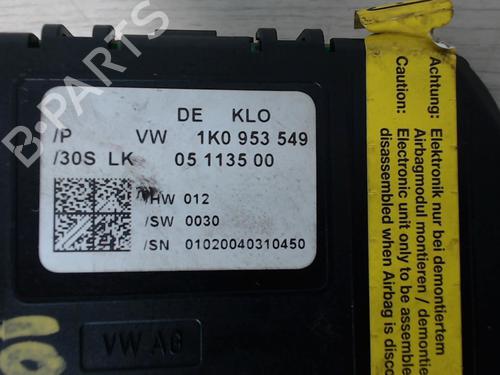 B-PARTS
DE KLO
/P VW 1K0 953 549
/30S LK 05 1135 00
/HW 012
/SW 0030
/SN 01020040310450
VW AG
Achtung: Elektronik nur bei demontiertem
Airbagmodul montieren / demontie
Caution: Electronic unit only to be assemble
disassembled when Airbag is disco